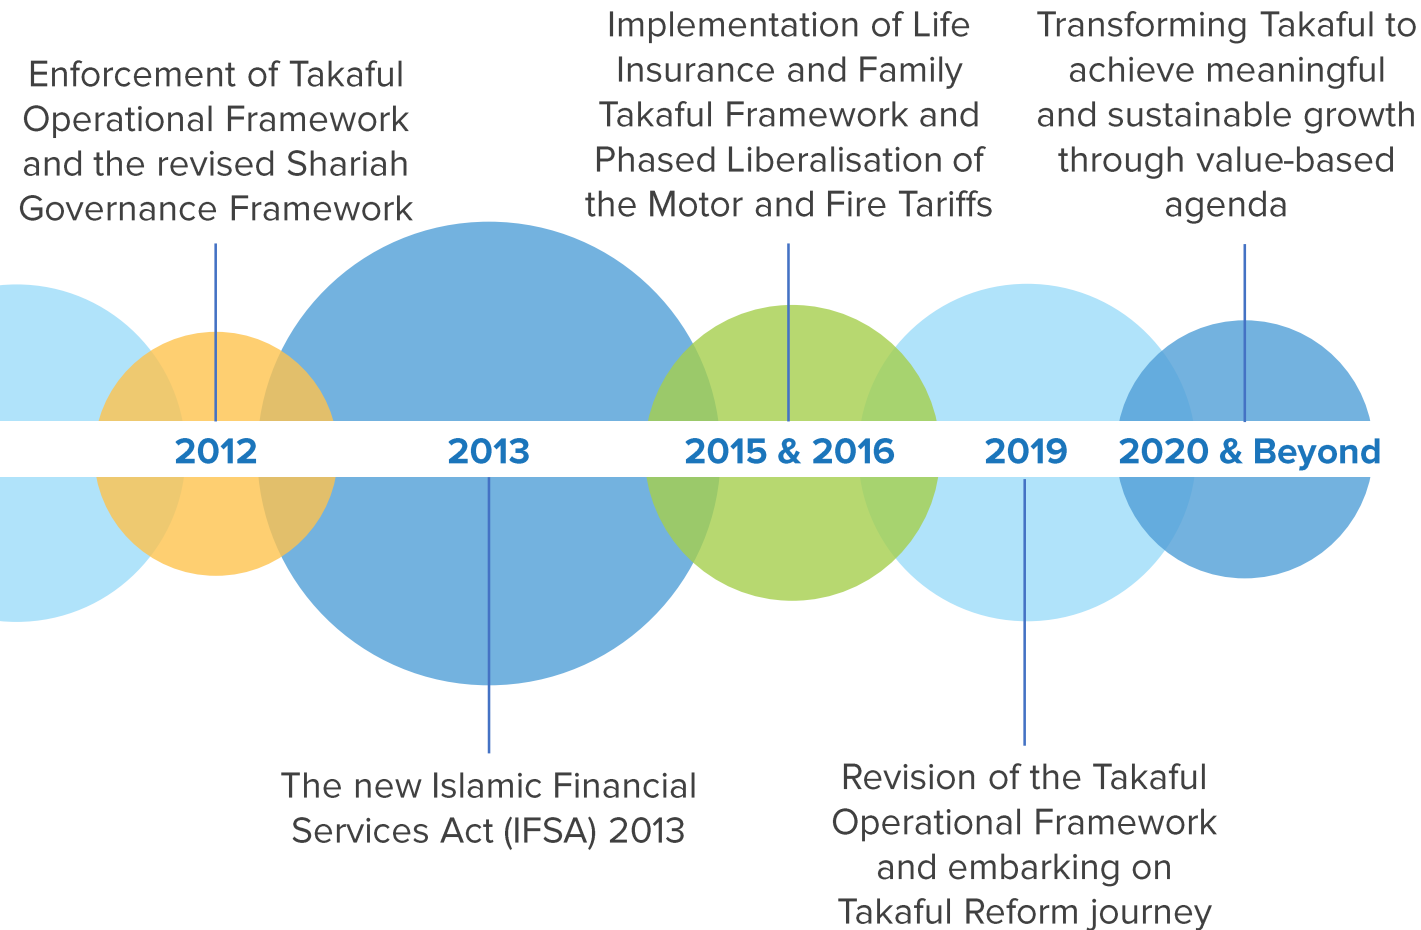 Enforcement of Takaful
Operational Framework
and the revised Shariah
Governance Framework
Implementation of Life
Insurance and Family
Takaful Framework and
Phased Liberalisation of
the Motor and Fire Tariffs
Transforming Takaful to
achieve meaningful
and sustainable growth
through value-based
agenda
2012
2013
2015 & 2016
2019
2020 & Beyond
The new Islamic Financial
Services Act (IFSA) 2013
Revision of the Takaful
Operational Framework
and embarking on
Takaful Reform journey